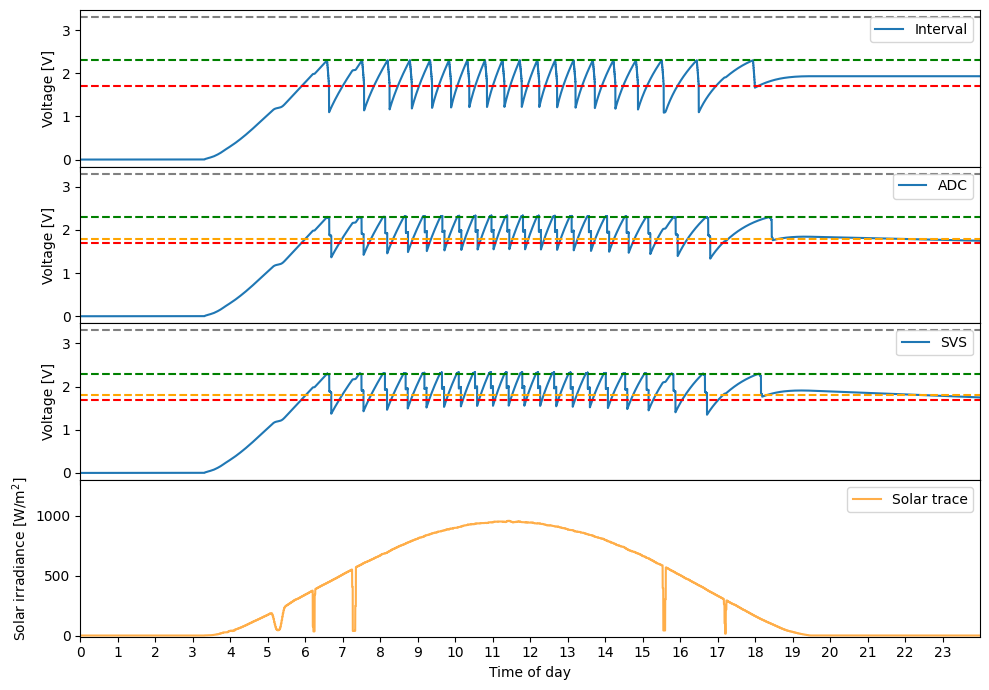 Voltage [V]
3
2
1
0
Interval
Voltage [V]
3
2
1
0
ADC
Voltage [V]
3
2
1
0
SVS
Solar irradiance [W/m²]
1000
500
0
Solar trace
0 1 2 3 4 5 6 7 8 9 10 11 12 13 14 15 16 17 18 19 20 21 22 23
Time of day